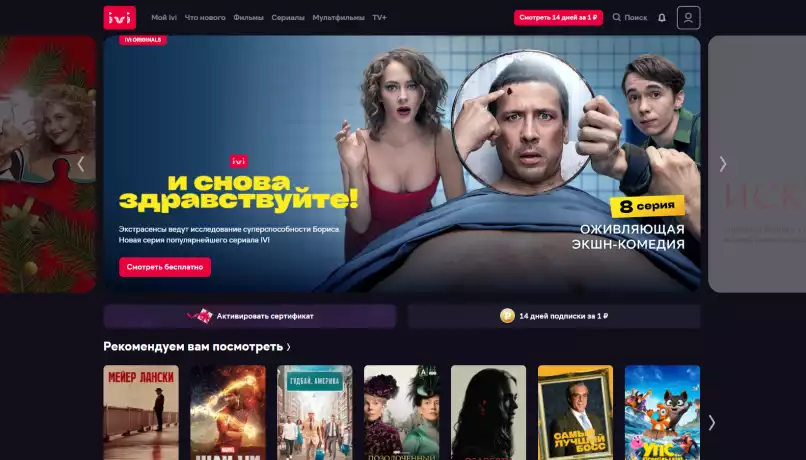 ivi
Мой ivi
Что нового
Фильмы
Сериалы
Мультфильмы
TV+
Смотреть 14 дней за 1 ₽
Поиск
IVI ORIGINALS
ivi
И СНОВА
ЗДРАВСТВУЙТЕ!
Экстрасенсы ведут исследование суперспособности Бориса.
Новая серия популярнейшего сериала IVI
Смотреть бесплатно
8 серия
ОЖИВЛЯЮЩАЯ
ЭКШН-КОМЕДИЯ
Активировать сертификат
14 дней подписки за 1 ₽
Рекомендуем вам посмотреть
МЕЙЕР ЛАНСКИ
MARVEL
ГУДБАЙ, АМЕРИКА
САМЫЙ
ЛУЧШИЙ
БОСС
УПС